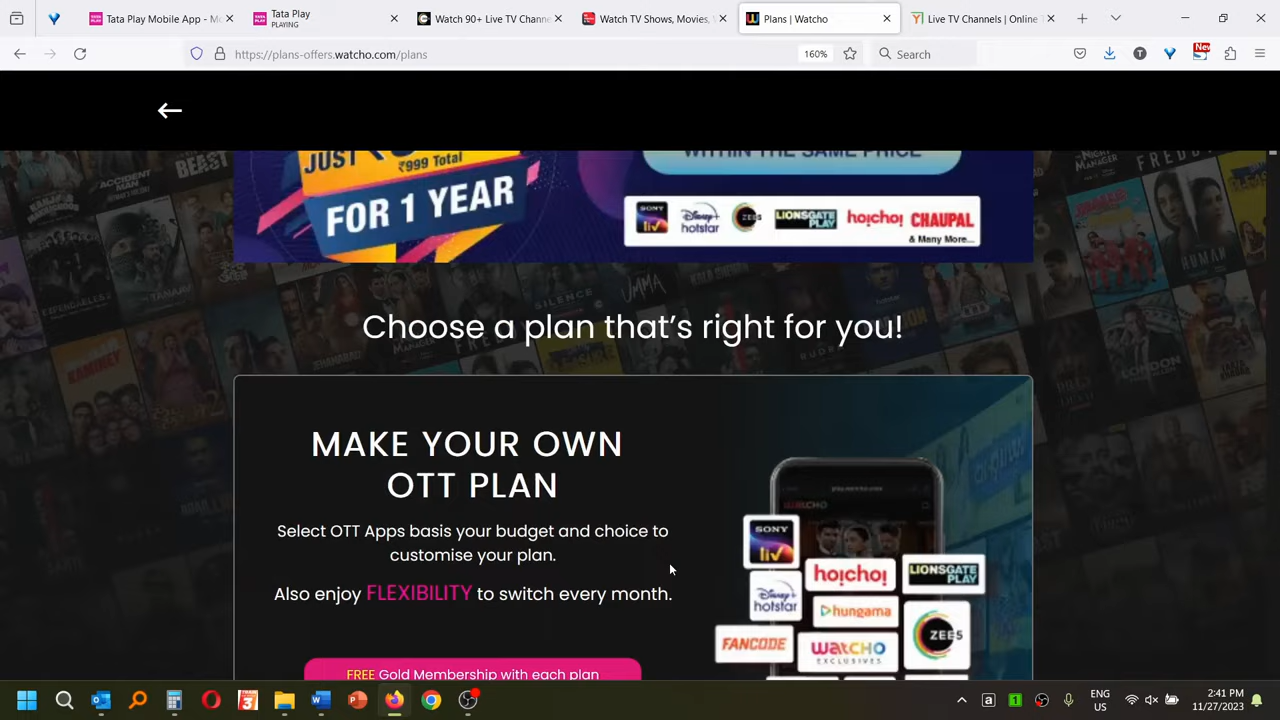 Tata Play Mobile App - M
Tata Play
PLAYING
Watch 90+ Live TV Channe
Watch TV Shows, Movies,
Plans | Watcho
Live TV Channels | Online T
https://plans-offers.watcho.com/plans
160%
Search
New
JUST
₹999 Total
FOR 1 YEAR
WITHIN THE SAME PRICE
SONY liv
Disney+ hotstar
ZEE5
LIONSGATE PLAY
hoichoi
CHAUPAL
& Many More...
Choose a plan that's right for you!
MAKE YOUR OWN
OTT PLAN
Select OTT Apps basis your budget and choice to
customise your plan.
Also enjoy FLEXIBILITY to switch every month.
FREE Gold Membership with each plan
WATCHO
SONY liv
hoichoi
LIONSGATE PLAY
Disney+ hotstar
hungama
ZEE5
FANCODE
WATCHO EXCLUSIVES
ENG
US
2:41 PM
11/27/2023